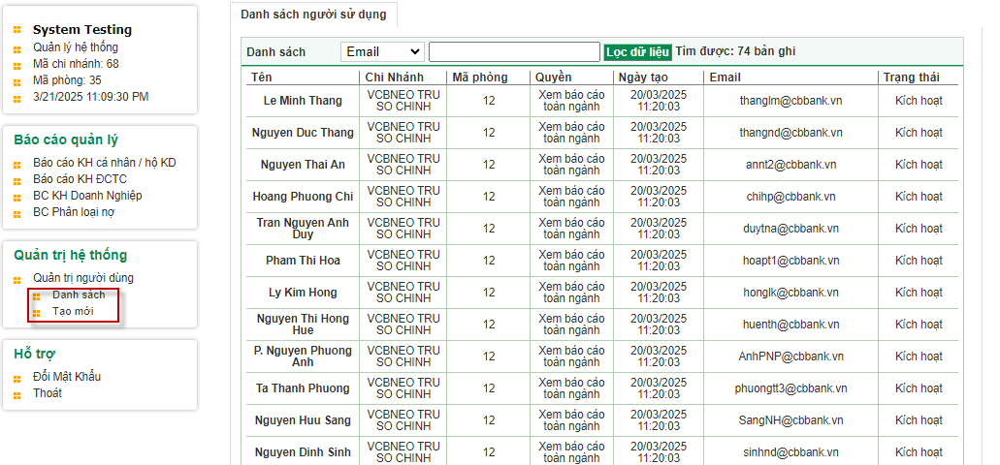 System Testing
Quản lý hệ thống
Mã chi nhánh: 68
Mã phòng: 35
3/21/2025 11:09:30 PM
Báo cáo quản lý
Báo cáo KH cá nhân / hộ KD
Báo cáo KH ĐCTC
BC KH Doanh Nghiệp
BC Phân loại nợ
Quản trị hệ thống
Quản trị người dùng
Danh sách
Tạo mới
Hỗ trợ
Đổi Mật Khẩu
Thoát
Danh sách người sử dụng
Danh sách Email Lọc dữ liệu Tìm được: 74 bản ghi
Tên Chi Nhánh Mã phòng Quyền Ngày tạo Email Trạng thái
Le Minh Thang VCBNEO TRU SO CHINH 12 Xem báo cáo toàn ngành 20/03/2025 11:20:03 thanglm@cbbank.vn Kích hoạt
Nguyen Duc Thang VCBNEO TRU SO CHINH 12 Xem báo cáo toàn ngành 20/03/2025 11:20:03 thangnd@cbbank.vn Kích hoạt
Nguyen Thai An VCBNEO TRU SO CHINH 12 Xem báo cáo toàn ngành 20/03/2025 11:20:03 annt2@cbbank.vn Kích hoạt
Hoang Phuong Chi VCBNEO TRU SO CHINH 12 Xem báo cáo toàn ngành 20/03/2025 11:20:03 chihp@cbbank.vn Kích hoạt
Tran Nguyen Anh Duy VCBNEO TRU SO CHINH 12 Xem báo cáo toàn ngành 20/03/2025 11:20:03 duytna@cbbank.vn Kích hoạt
Pham Thi Hoa VCBNEO TRU SO CHINH 12 Xem báo cáo toàn ngành 20/03/2025 11:20:03 hoapt1@cbbank.vn Kích hoạt
Ly Kim Hong VCBNEO TRU SO CHINH 12 Xem báo cáo toàn ngành 20/03/2025 11:20:03 honglk@cbbank.vn Kích hoạt
Nguyen Thi Hong Hue VCBNEO TRU SO CHINH 12 Xem báo cáo toàn ngành 20/03/2025 11:20:03 huenth@cbbank.vn Kích hoạt
P. Nguyen Phuong Anh VCBNEO TRU SO CHINH 12 Xem báo cáo toàn ngành 20/03/2025 11:20:03 AnhPNP@cbbank.vn Kích hoạt
Ta Thanh Phuong VCBNEO TRU SO CHINH 12 Xem báo cáo toàn ngành 20/03/2025 11:20:03 phuongtt3@cbbank.vn Kích hoạt
Nguyen Huu Sang VCBNEO TRU SO CHINH 12 Xem báo cáo toàn ngành 20/03/2025 11:20:03 SangNH@cbbank.vn Kích hoạt
Nguyen Dinh Sinh VCBNEO TRU SO CHINH 12 Xem báo cáo toàn ngành 20/03/2025 11:20:03 sinhnd@cbbank.vn Kích hoạt